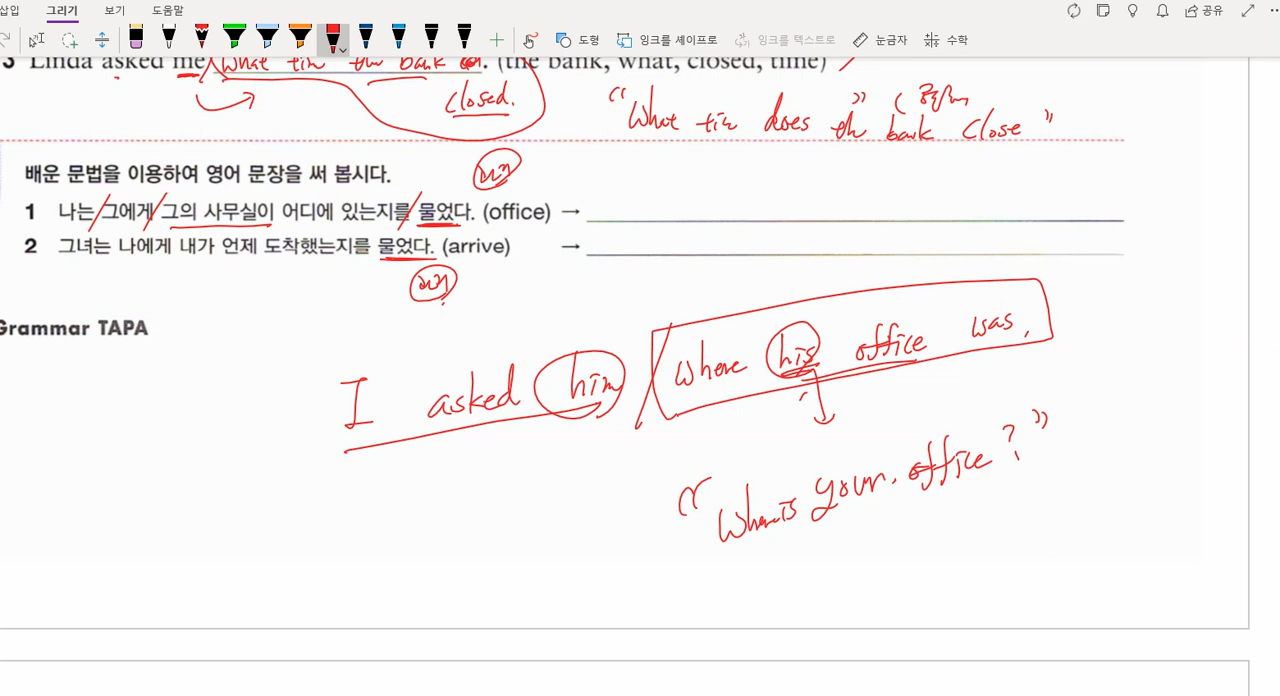 삽입 그리기 보기 도움말 공유
도형 잉크를 셰이프로 잉크를 텍스트로 눈금자 수학
3 Linda asked me what the bank closed. (the bank, what, closed, time)
"What does bank close"
배운 문법을 이용하여 영어 문장을 써 봅시다.
1 나는 그에게 그의 사무실이 어디에 있는지를 물었다. (office) →
2 그녀는 나에게 내가 언제 도착했는지를 물었다. (arrive) →
Grammar TAPA
I asked him where his office was.
"Where is your office?"